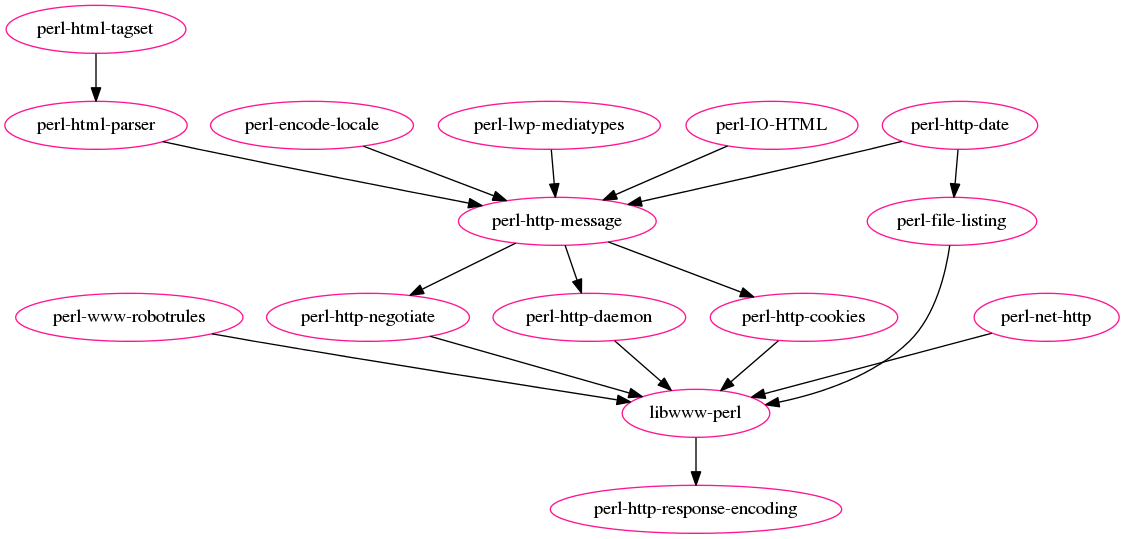 perl-html-tagset
perl-html-parser
perl-encode-locale
perl-lwp-mediatypes
perl-IO-HTML
perl-http-date
perl-http-message
perl-file-listing
perl-www-robotrules
perl-http-negotiate
perl-http-daemon
perl-http-cookies
perl-net-http
libwww-perl
perl-http-response-encoding